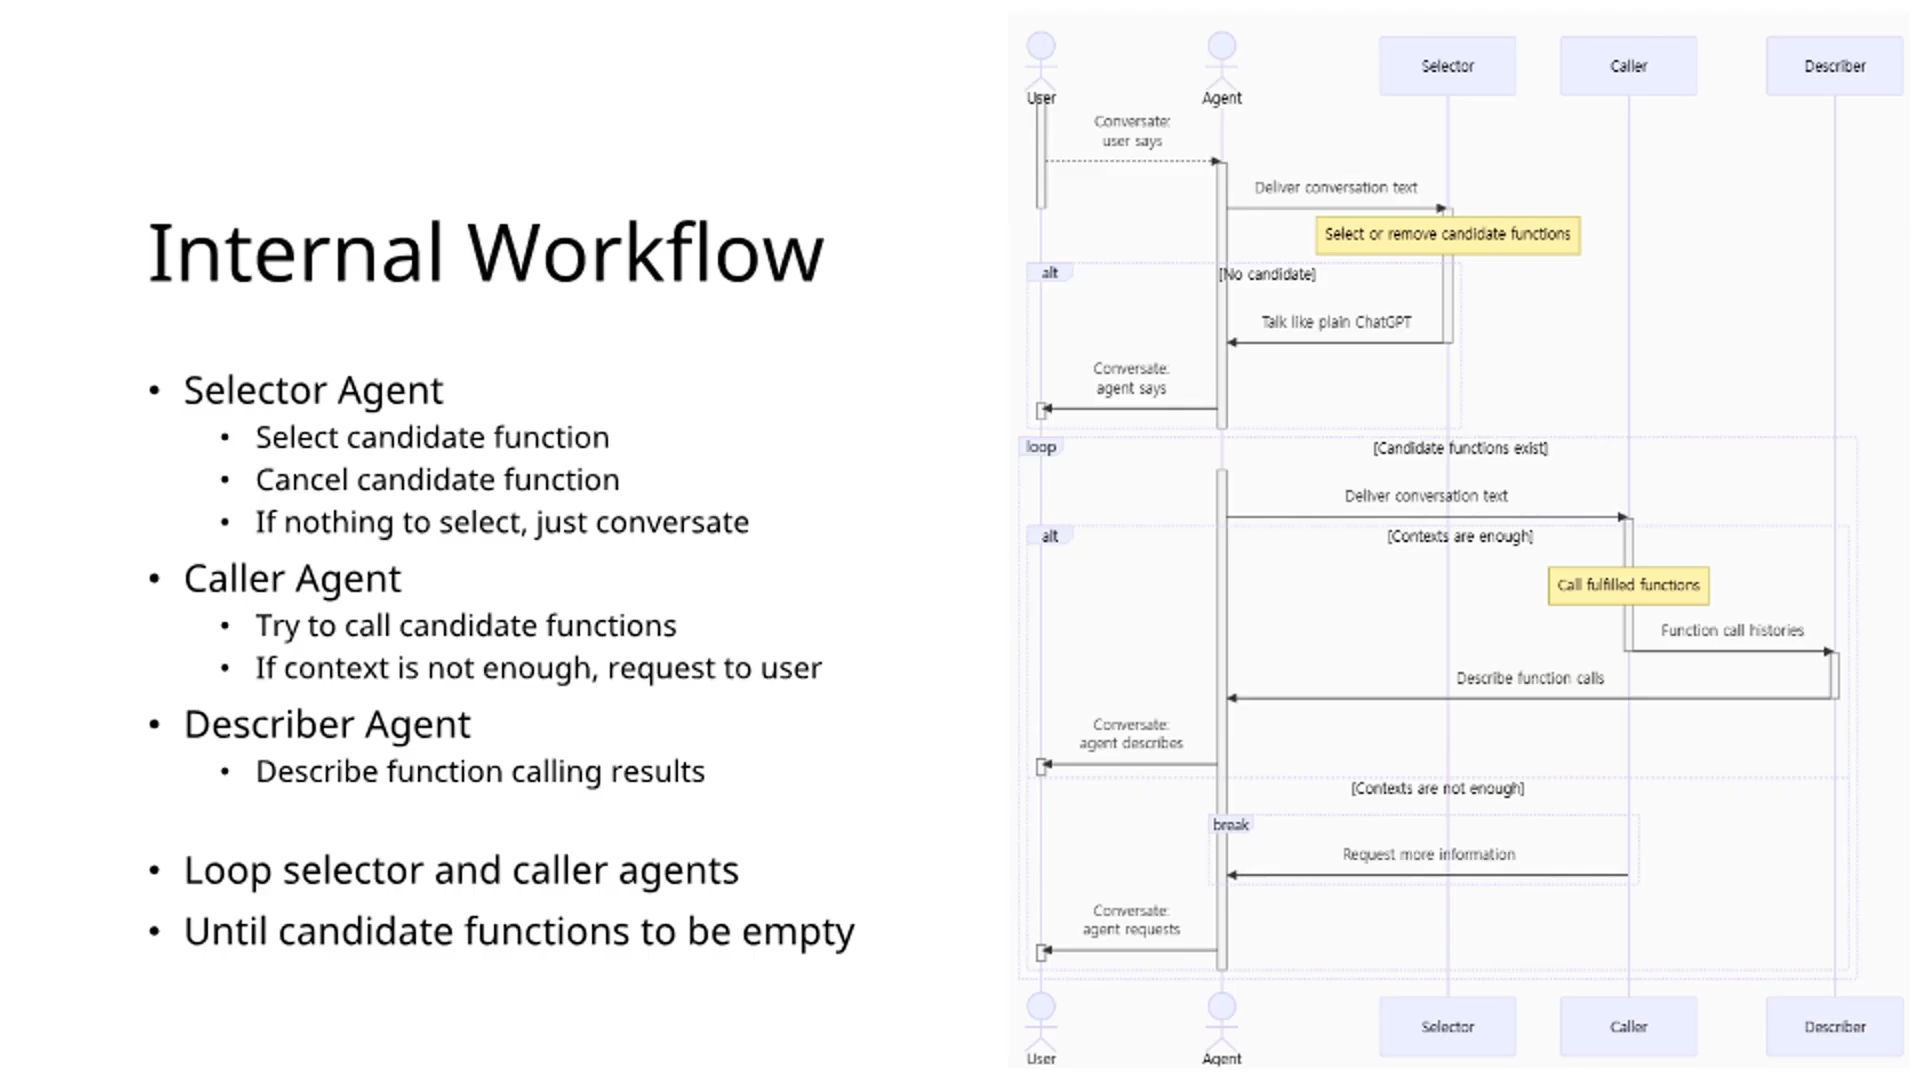 Internal Workflow
• Selector Agent
• Select candidate function
• Cancel candidate function
• If nothing to select, just conversate
• Caller Agent
• Try to call candidate functions
• If context is not enough, request to user
• Describer Agent
• Describe function calling results
• Loop selector and caller agents
• Until candidate functions to be empty
User
Agent
Selector
Caller
Describer
Conversate:
user says
Deliver conversation text
Select or remove candidate functions
alt
[No candidate]
Talk like plain ChatGPT
Conversate:
agent says
loop
[Candidate functions exist]
Deliver conversation text
alt
[Contexts are enough]
Call fulfilled functions
Function call histories
Describe function calls
Conversate:
agent describes
[Contexts are not enough]
break
Request more information
Conversate:
agent requests
User
Agent
Selector
Caller
Describer